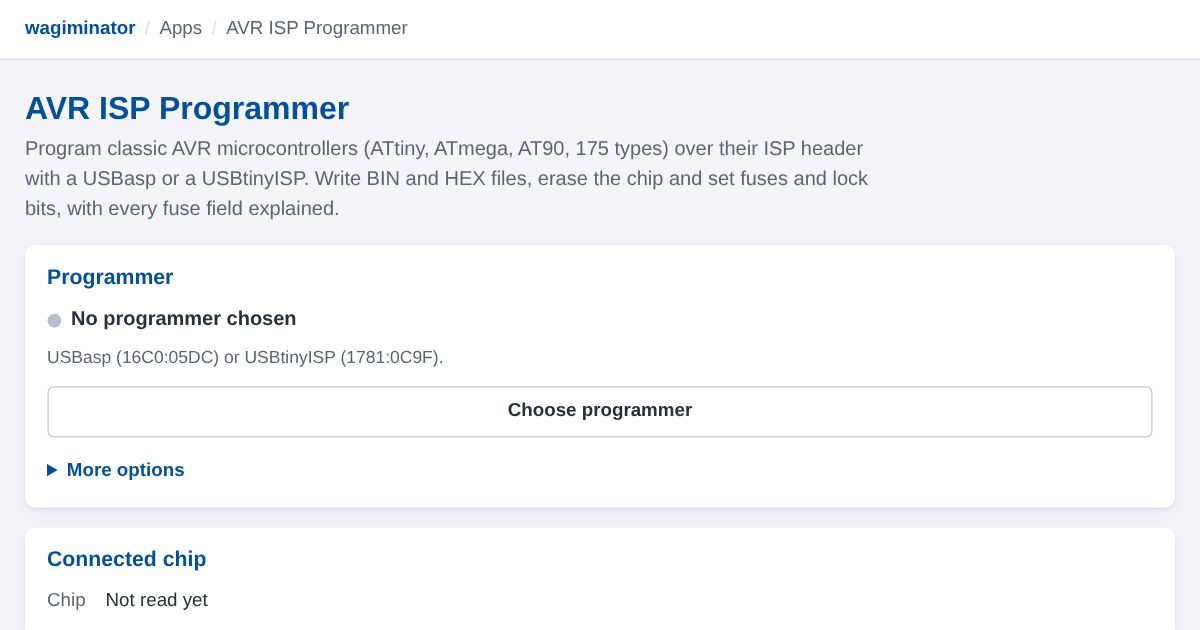 wagiminator / Apps / AVR ISP Programmer
AVR ISP Programmer
Program classic AVR microcontrollers (ATtiny, ATmega, AT90, 175 types) over their ISP header
with a USBasp or a USBtinyISP. Write BIN and HEX files, erase the chip and set fuses and lock
bits, with every fuse field explained.
Programmer
No programmer chosen
USBasp (16C0:05DC) or USBtinyISP (1781:0C9F).
Choose programmer
More options
Connected chip
Chip Not read yet